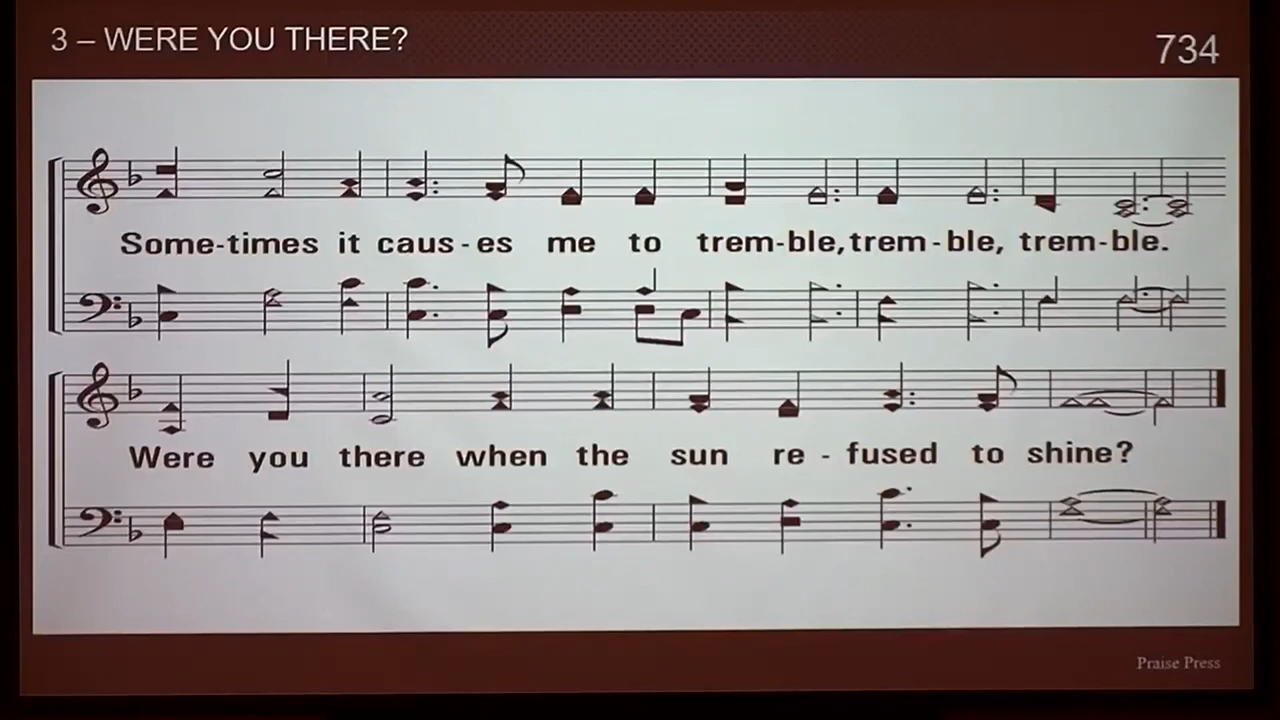 3 – WERE YOU THERE?
734
Some-times it caus-es me to trem-ble, trem-ble, trem-ble.
Were you there when the sun re-fused to shine?
Praise Press